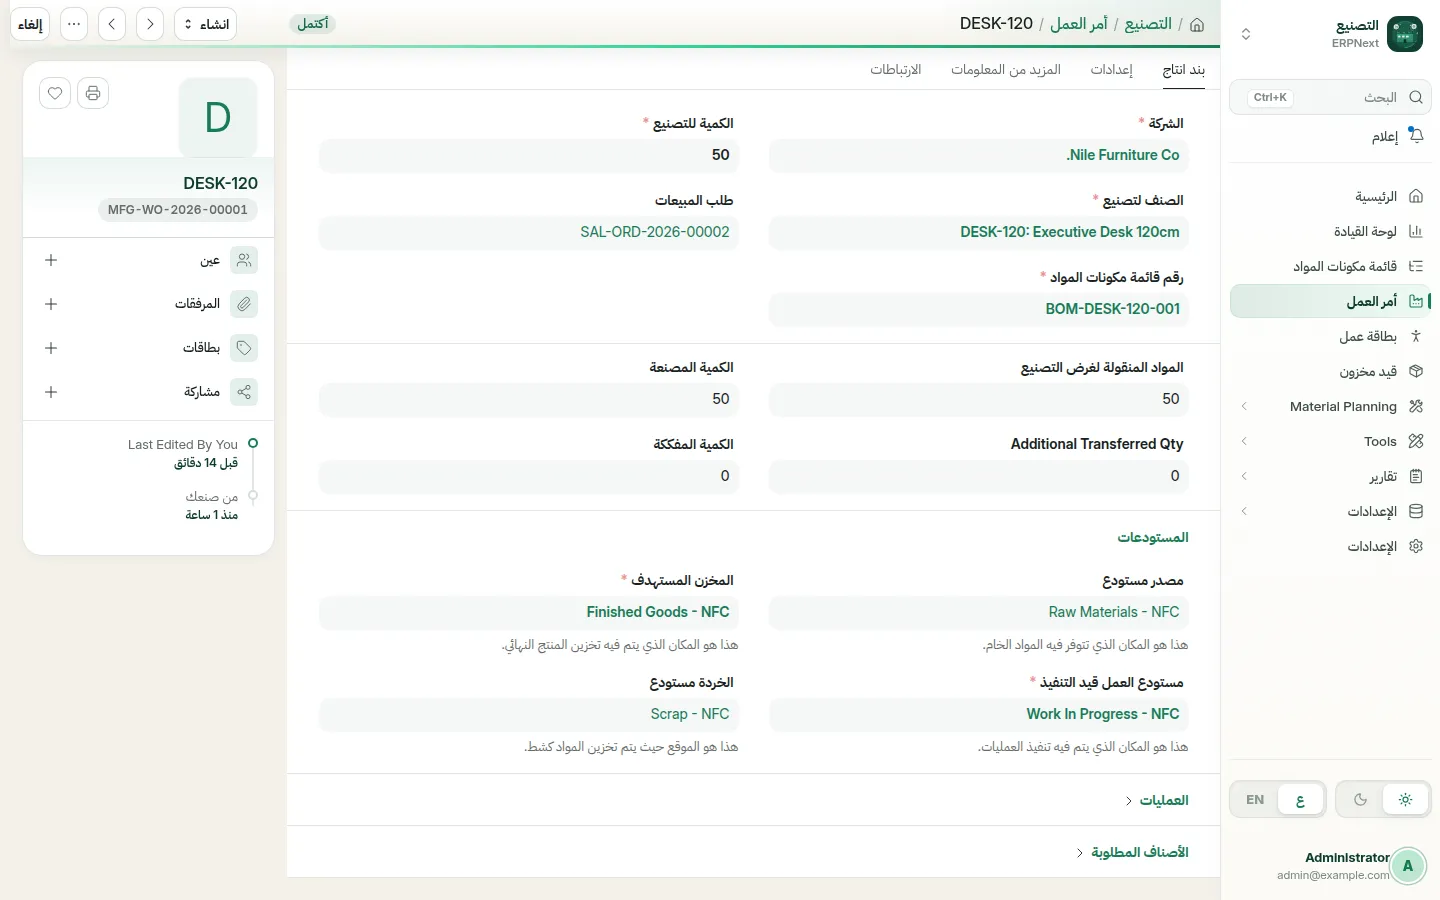 التصنيع
ERPNext
البحث
Ctrl+K
إعلام
الرئيسية
لوحة القيادة
قائمة مكونات المواد
أمر العمل
بطاقة عمل
قيد مخزون
Material Planning
Tools
تقارير
الإعدادات
الإعدادات
ع
EN
Administrator
admin@example.com
A
التصنيع / أمر العمل / DESK-120
أكتمل
انشاء
إلغاء
بند انتاج
إعدادات
المزيد من المعلومات
الارتباطات
الشركة *
Nile Furniture Co.
الكمية للتصنيع *
50
الصنف لتصنيع *
DESK-120: Executive Desk 120cm
طلب المبيعات
SAL-ORD-2026-00002
رقم قائمة مكونات المواد *
BOM-DESK-120-001
المواد المنقولة لغرض التصنيع
50
الكمية المصنعة
50
Additional Transferred Qty
0
الكمية المفككة
0
المستودعات
مصدر مستودع
Raw Materials - NFC
هذا هو المكان الذي تتوفر فيه المواد الخام.
المخزن المستهدف *
Finished Goods - NFC
هذا هو المكان الذي يتم فيه تخزين المنتج النهائي.
مستودع العمل قيد التنفيذ *
Work In Progress - NFC
هذا هو المكان الذي يتم فيه تنفيذ العمليات.
الخردة مستودع
Scrap - NFC
هذا هو الموقع حيث يتم تخزين المواد كشط.
العمليات
الأصناف المطلوبة
D
DESK-120
MFG-WO-2026-00001
عين
المرفقات
بطاقات
مشاركة
Last Edited By You
قبل 14 دقائق
من صنعك
منذ 1 ساعة